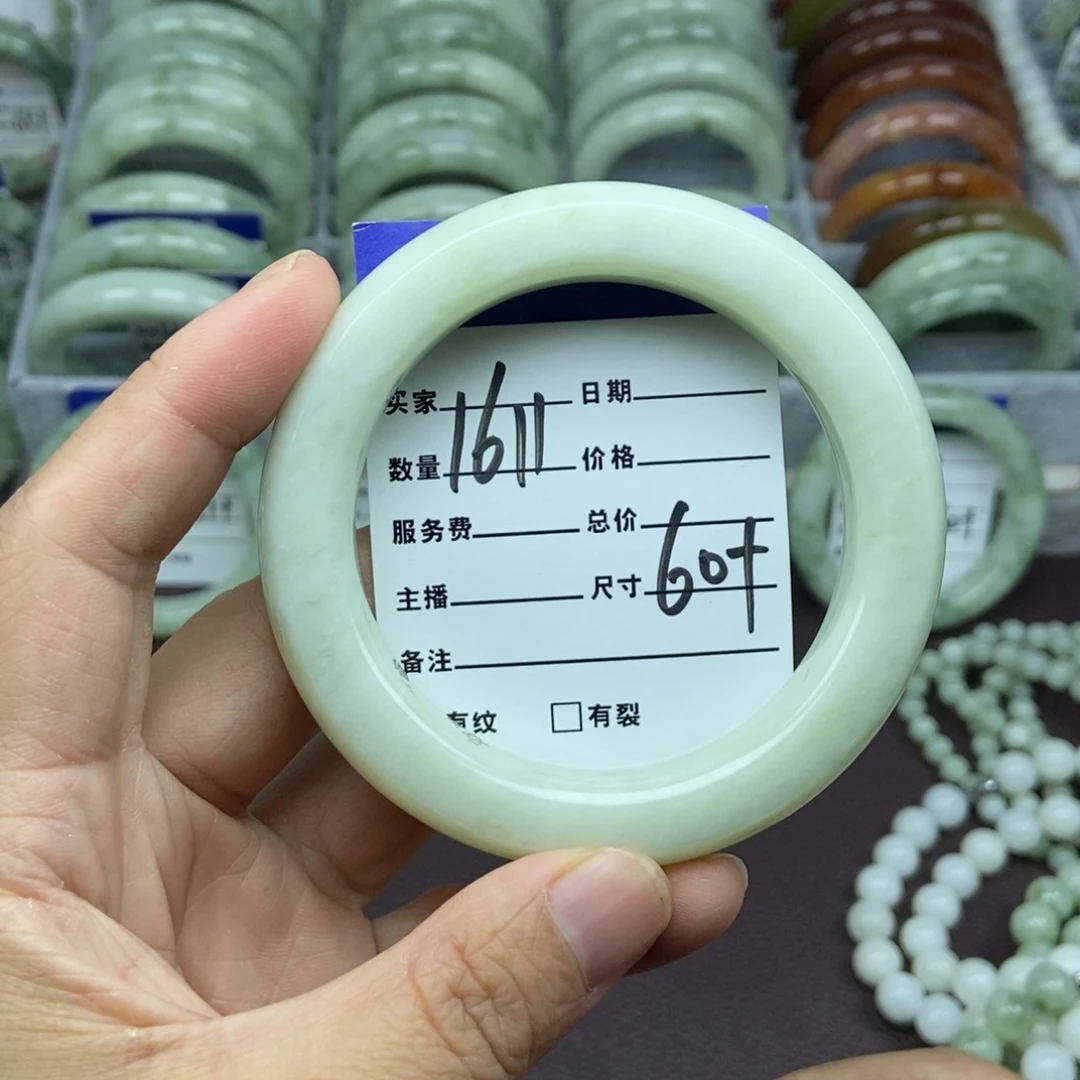 买家 日期
1611
数量 价格
服务费 总价
主播 尺寸 60+
备注
有纹 □有裂